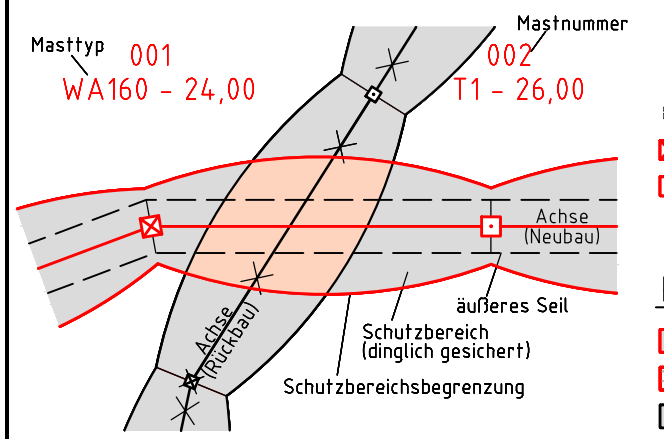 Mastnummer
Masttyp
001
002
WA160 - 24,00
T1 - 26,00
Achse
(Neubau)
äußeres Seil
Achse
(Rückbau)
Schutzbereich
(dinglich gesichert)
Schutzbereichsbegrenzung